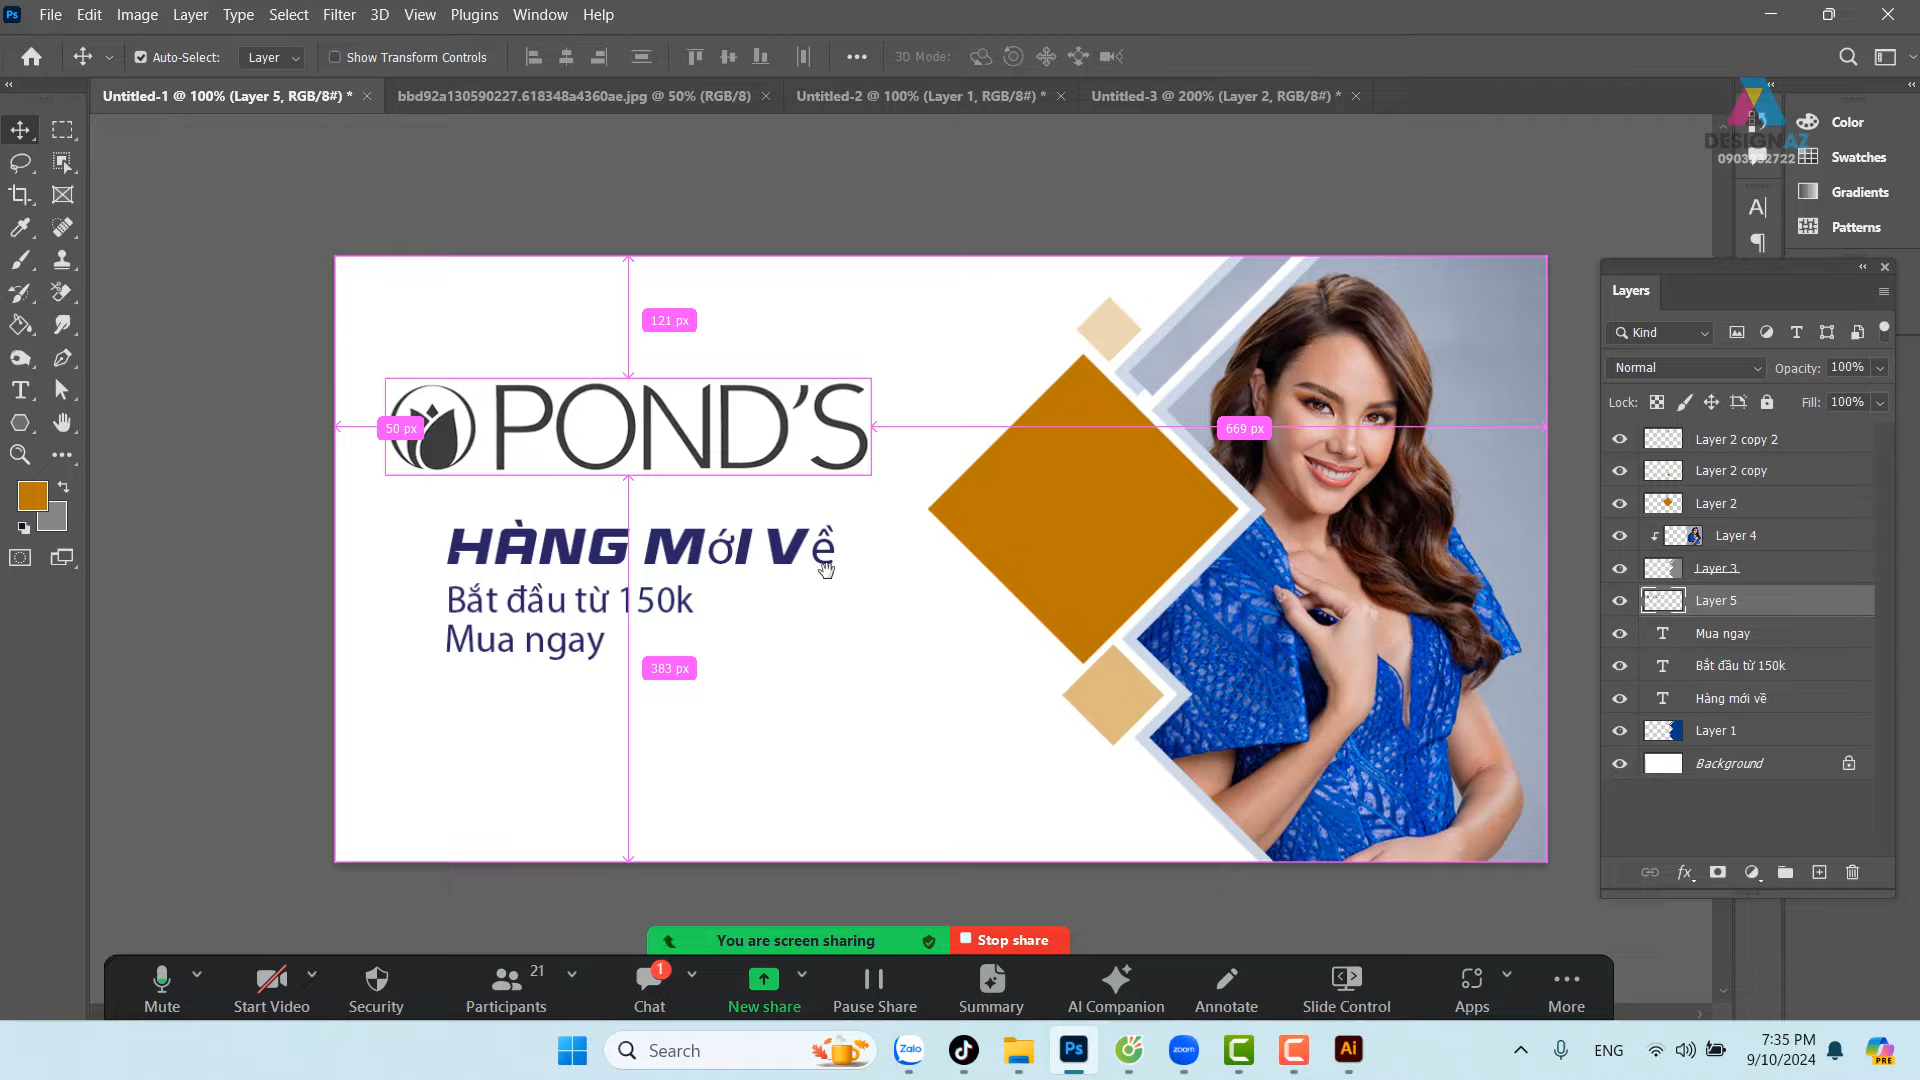 Ps File Edit Image Layer Type Select Filter 3D View Plugins Window Help
Auto-Select: Layer Show Transform Controls 3D Mode:
Untitled-1 @ 100% (Layer 5, RGB/8#) * bbd92a130590227.618348a4360ae.jpg @ 50% (RGB/8) Untitled-2 @ 100% (Layer 1, RGB/8#) * Untitled-3 @ 200% (Layer 2, RGB/8#) *
DESIGNAZ
Color
Swatches
Gradients
Patterns
Layers
Kind
Normal Opacity: 100%
Lock: Fill: 100%
Layer 2 copy 2
Layer 2 copy
Layer 2
Layer 4
Layer 3
Layer 5
Mua ngay
Bắt đầu từ 150k
Hàng mới về
Layer 1
Background
121 px
POND'S
50 px
669 px
HÀNG MớI Về
Bắt đầu từ 150k
Mua ngay
383 px
You are screen sharing Stop share
Mute Start Video Security Participants 21 Chat 1 New share Pause Share Summary AI Companion Annotate Slide Control Apps More
Search Zalo Ps zoom Ai ENG 7:35 PM
9/10/2024 PRE